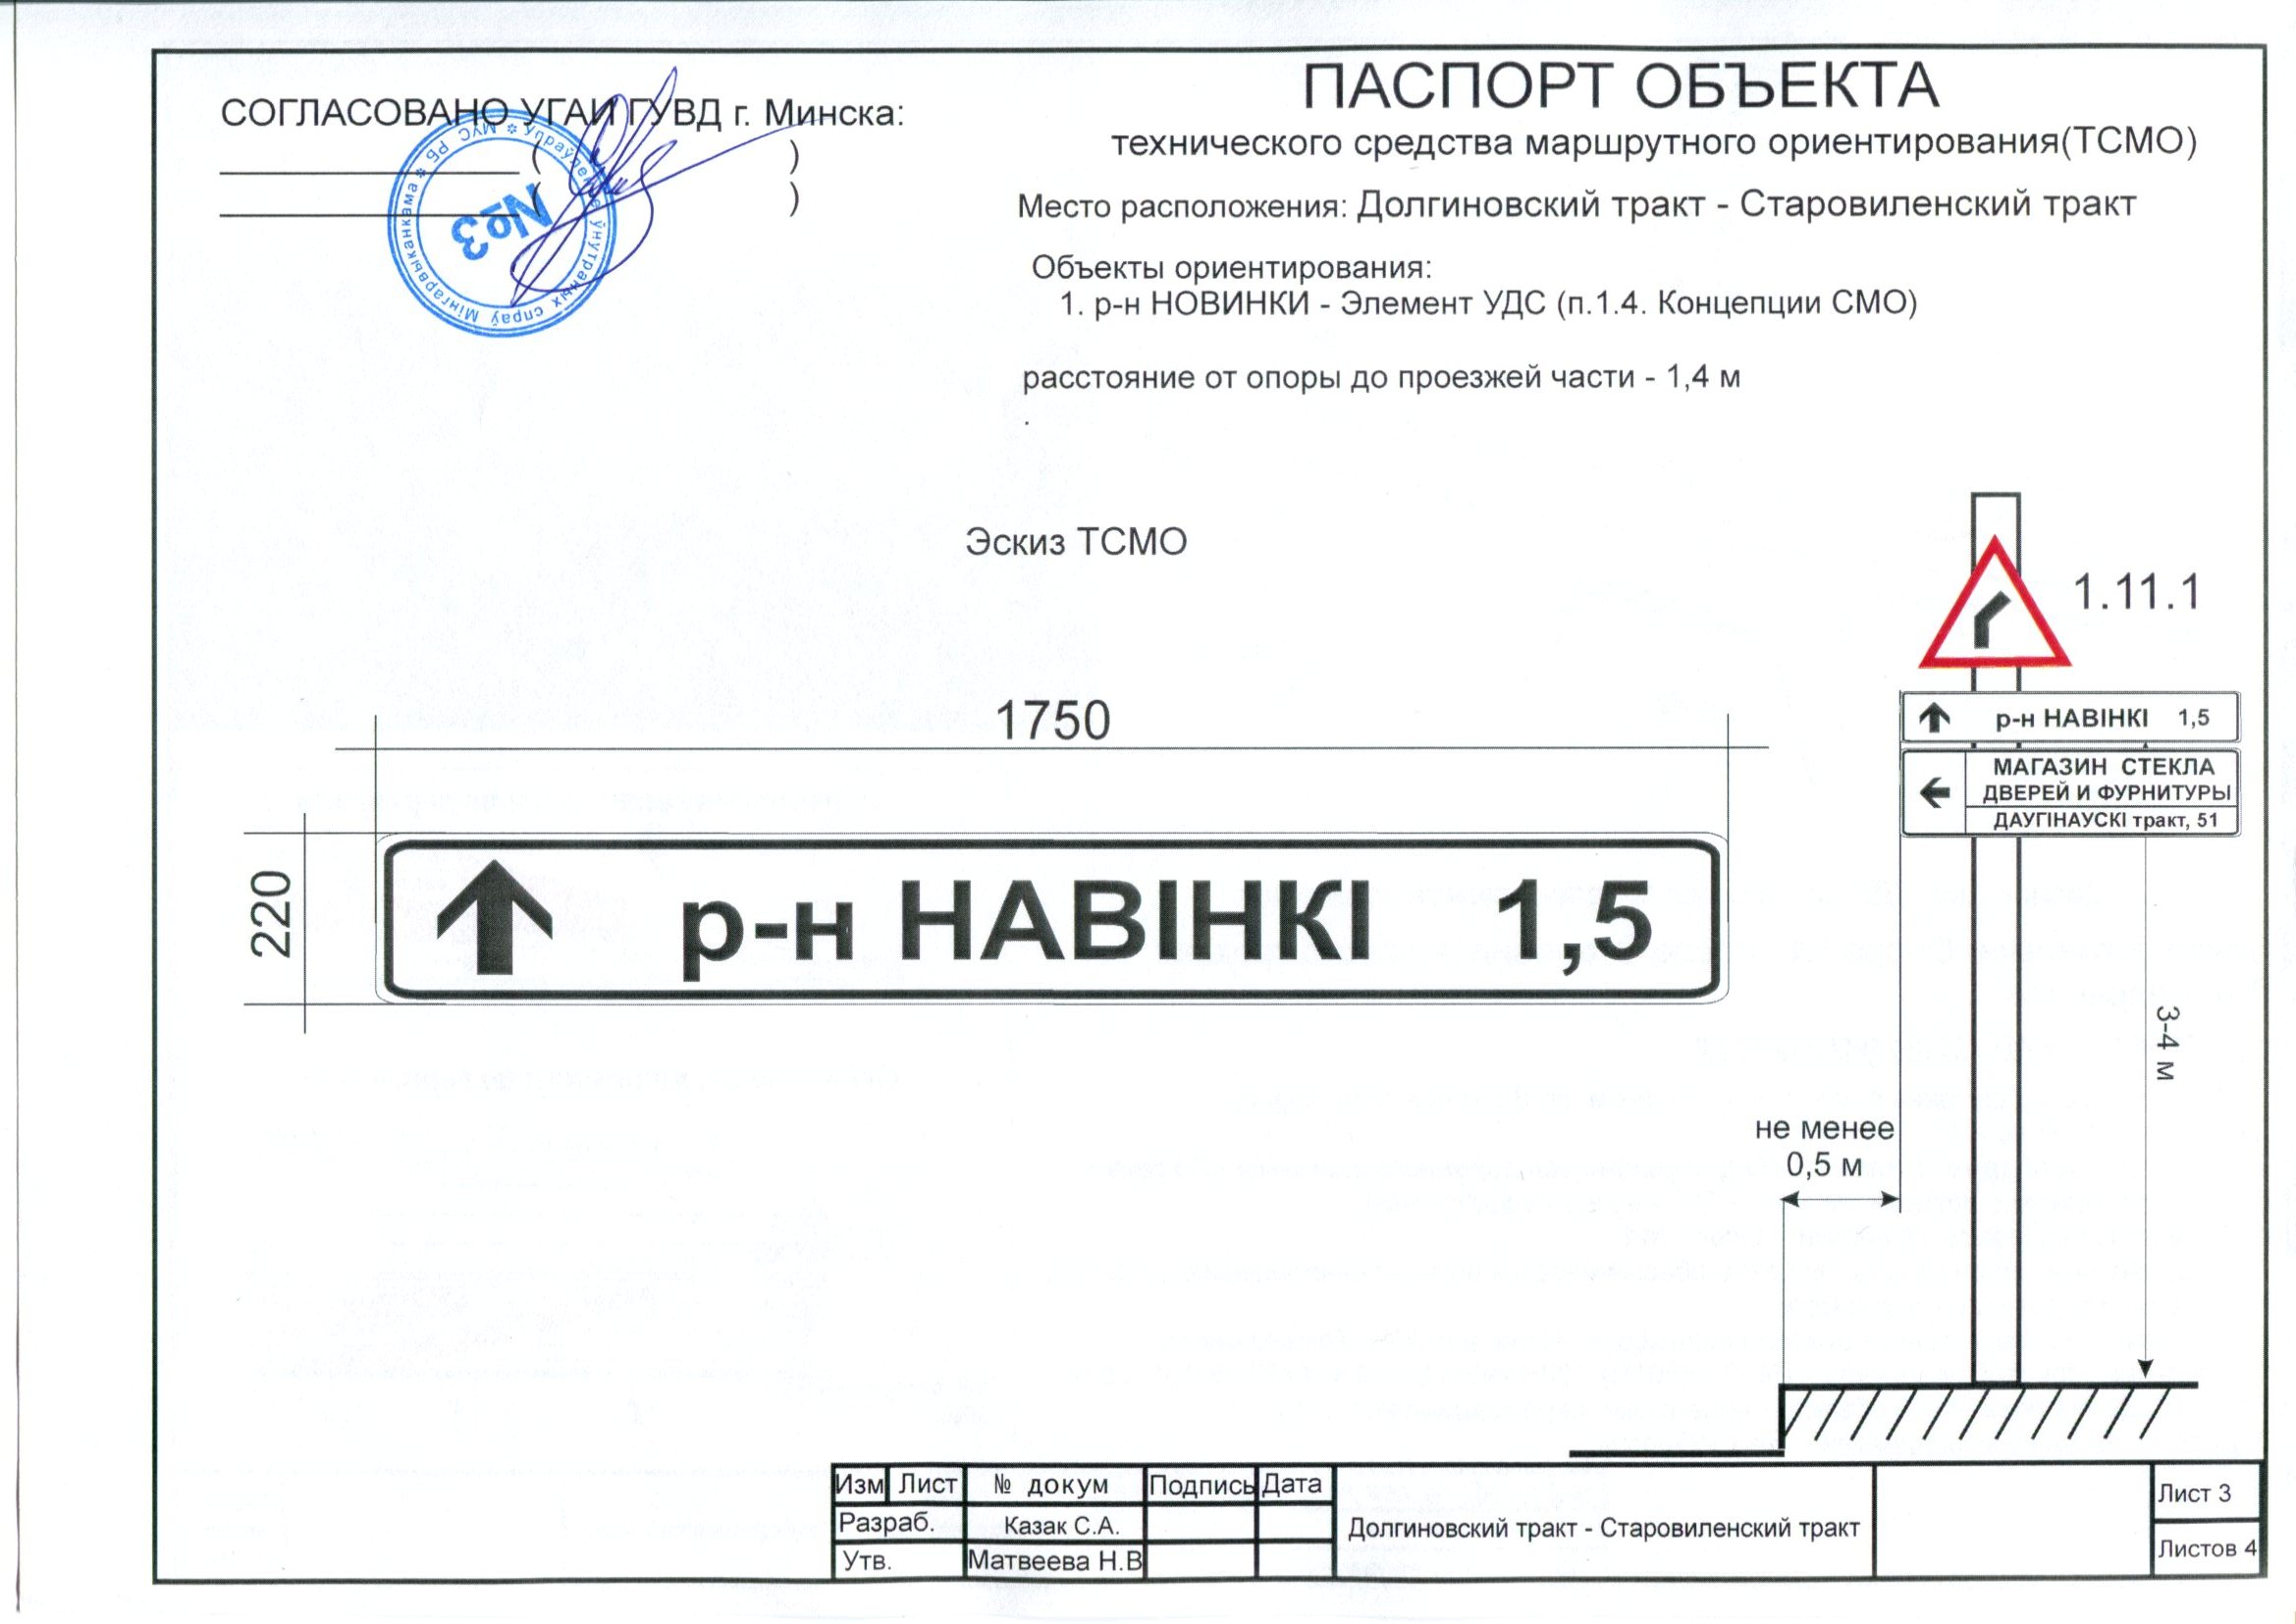 СОГЛАСОВАНО УГАИ ГУВД г. Минска:
( )
( )
Упраўленне ўнутраных спраў Мінгарвыканкама * МУС РБ *
№3
ПАСПОРТ ОБЪЕКТА
технического средства маршрутного ориентирования(ТСМО)
Место расположения: Долгиновский тракт - Старовиленский тракт
Объекты ориентирования:
1. р-н НОВИНКИ - Элемент УДС (п.1.4. Концепции СМО)
расстояние от опоры до проезжей части - 1,4 м
.
Эскиз ТСМО
1.11.1
1750
220
р-н НАВІНКІ 1,5
р-н НАВІНКІ 1,5
МАГАЗИН СТЕКЛА
ДВЕРЕЙ И ФУРНИТУРЫ
ДАУГІНАУСКІ тракт, 51
3-4 м
не менее
0,5 м
Изм Лист № докум Подпись Дата
Разраб. Казак С.А.
Утв. Матвеева Н.В
Долгиновский тракт - Старовиленский тракт
Лист 3
Листов 4